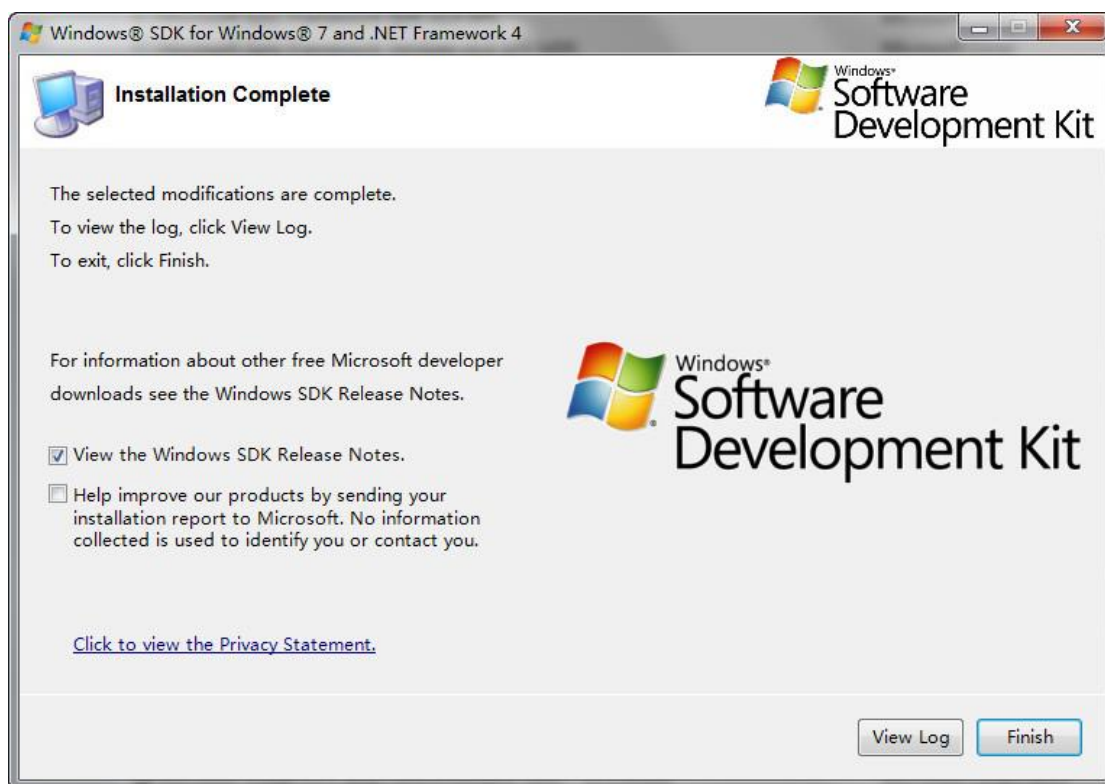 Windows® SDK for Windows® 7 and .NET Framework 4
Installation Complete
Windows®
Software
Development Kit
The selected modifications are complete.
To view the log, click View Log.
To exit, click Finish.
For information about other free Microsoft developer
downloads see the Windows SDK Release Notes.
Windows®
Software
Development Kit
View the Windows SDK Release Notes.
Help improve our products by sending your
installation report to Microsoft. No information
collected is used to identify you or contact you.
Click to view the Privacy Statement.
View Log
Finish